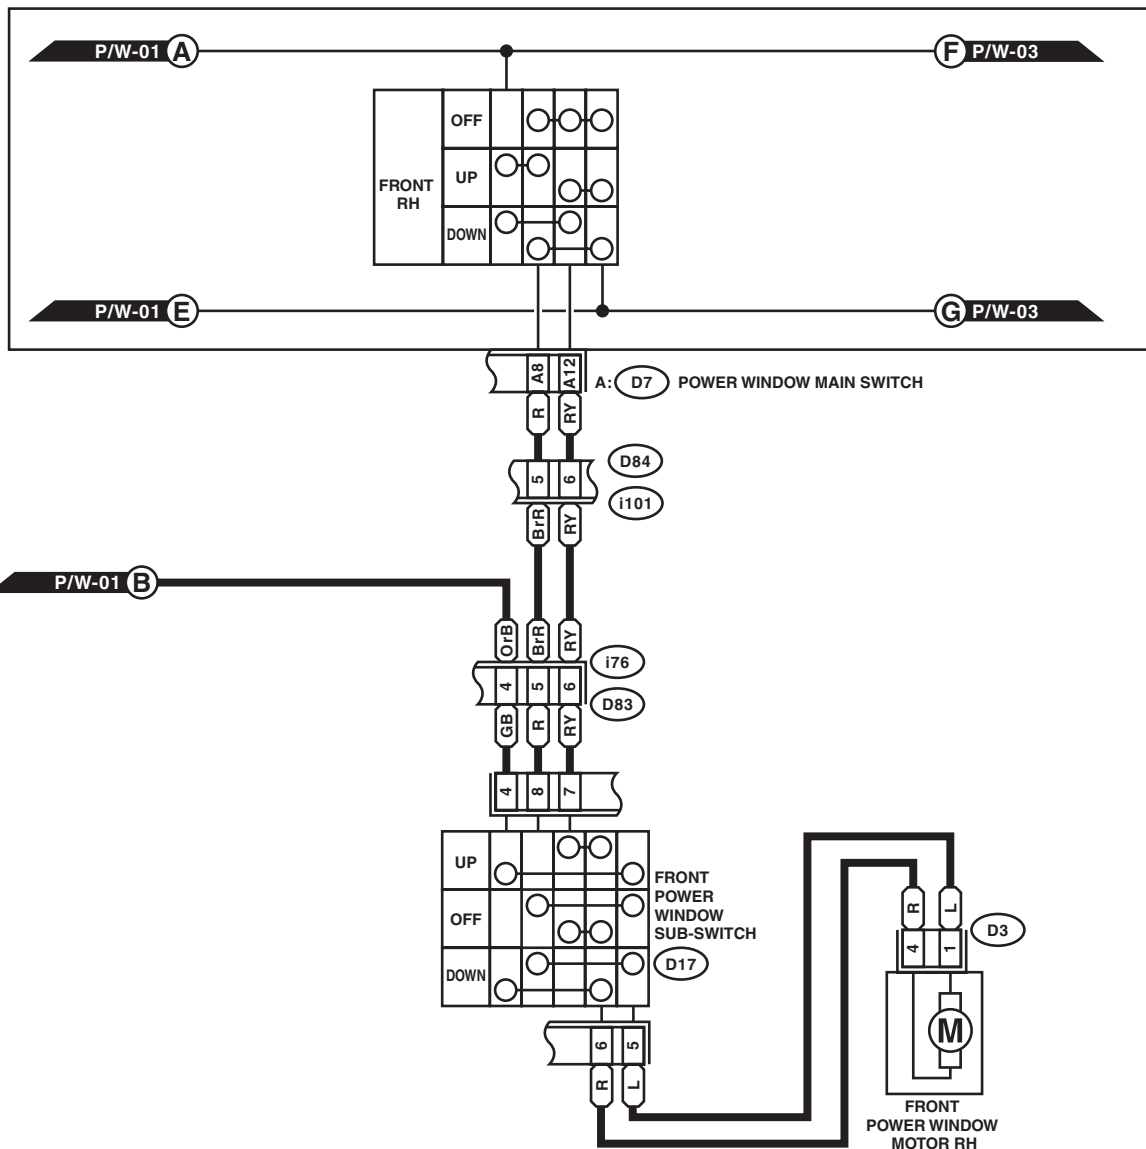 P/W-01 A F P/W-03
OFF
UP
FRONT
RH
DOWN
P/W-01 E G P/W-03
A8 A12 A: D7 POWER WINDOW MAIN SWITCH
R RY
D84
5 6
i101
BrR RY
P/W-01 B
OrB BrR RY
i76
4 5 6
D83
GB R RY
4 8 7
UP
OFF
DOWN
FRONT
POWER
WINDOW
SUB-SWITCH
D17
6 5
R L
R L
D3
4 1
M
FRONT
POWER WINDOW
MOTOR RH